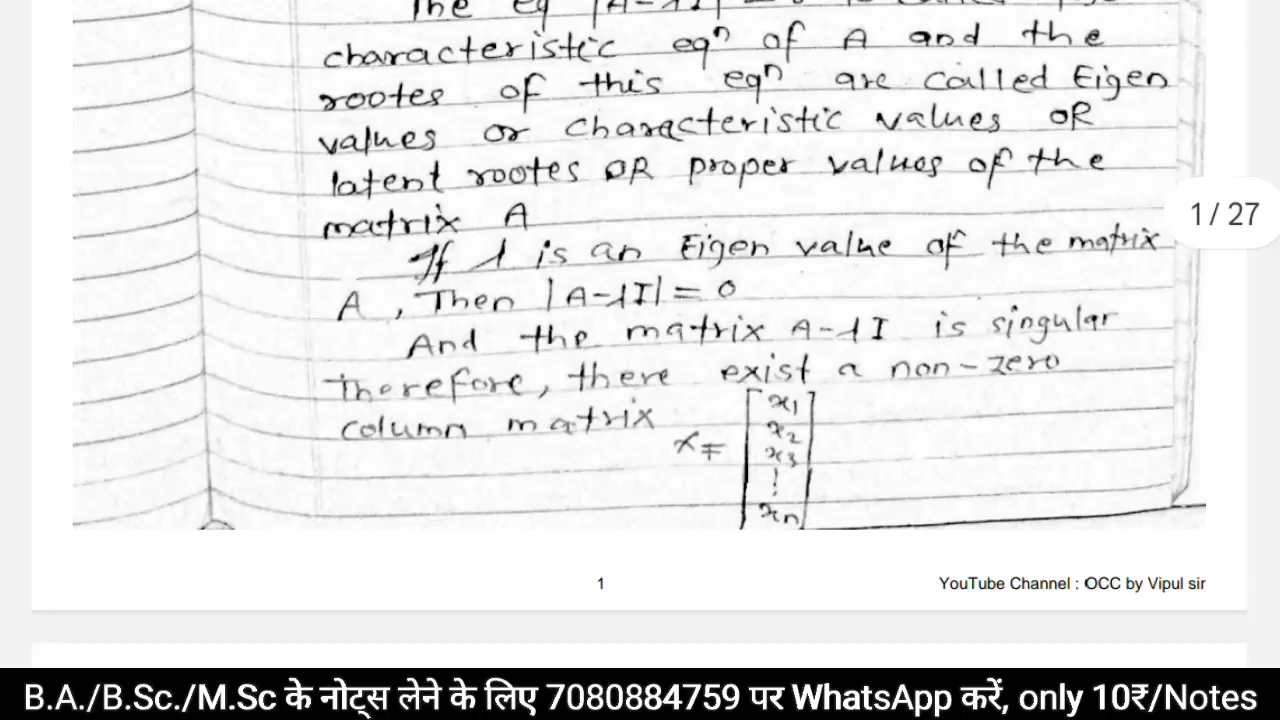 The eqⁿ |A-λI|
characteristic eqⁿ of A and the
rootes of this eqⁿ are called Eigen
values or characteristic values OR
latent rootes OR proper values of the
matrix A
If λ is an Eigen value of the matrix
A, Then |A-λI| = 0
And the matrix A-λI is singular
Therefore, there exist a non-zero
column matrix
X = [x₁
x₂
x₃
⋮
xₙ]
1 / 27
1
YouTube Channel : OCC by Vipul sir
B.A./B.Sc./M.Sc के नोट्स लेने के लिए 7080884759 पर WhatsApp करें, only 10₹/Notes